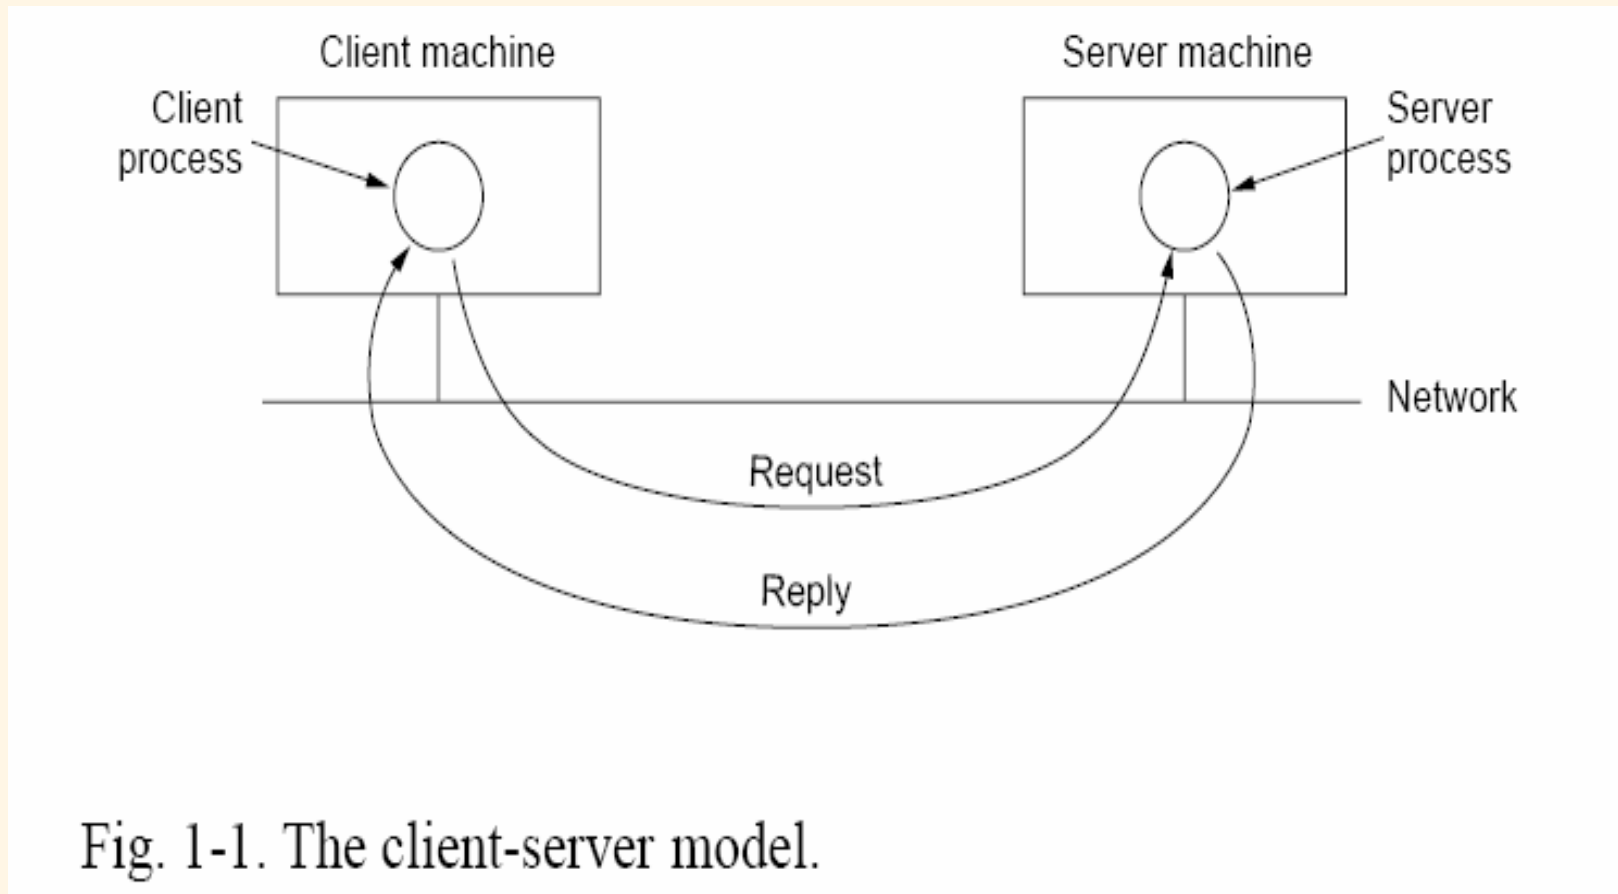 Client machine
Server machine
Client
process
Server
process
Network
Request
Reply
Fig. 1-1. The client-server model.